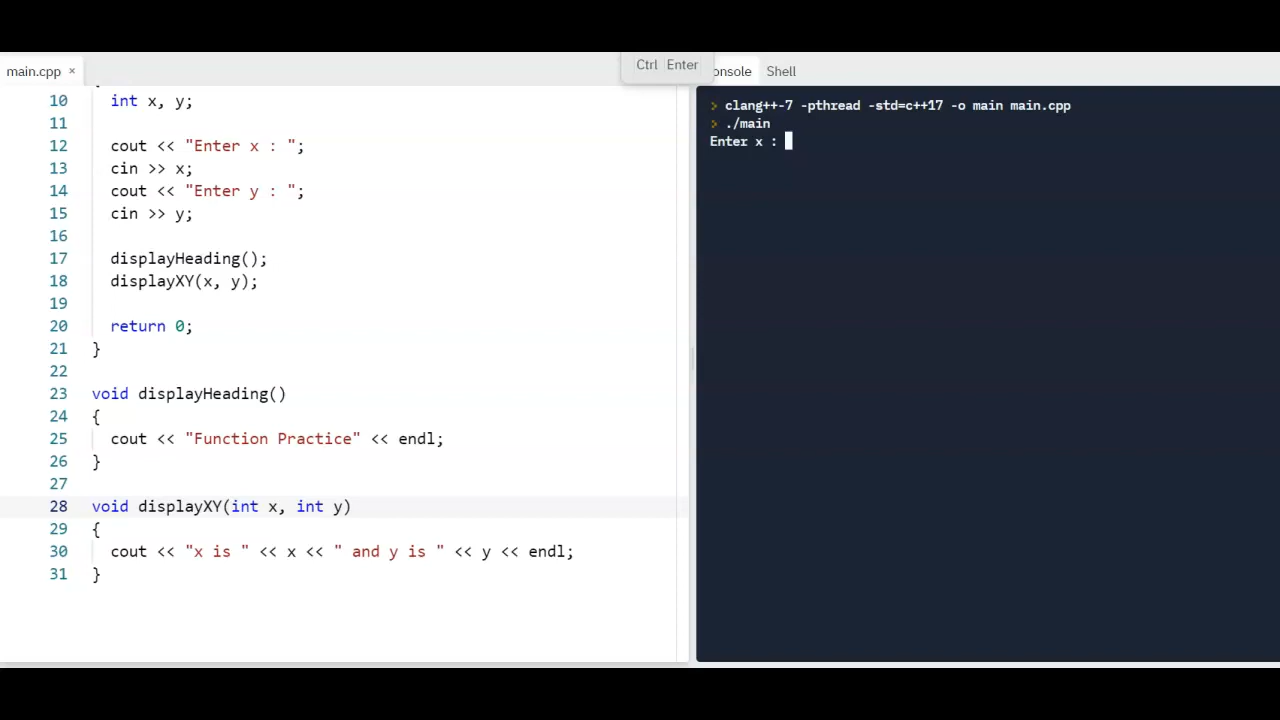 Ctrl Enter
main.cpp ×
onsole Shell
{
10 int x, y;
11
12 cout << "Enter x : ";
13 cin >> x;
14 cout << "Enter y : ";
15 cin >> y;
16
17 displayHeading();
18 displayXY(x, y);
19
20 return 0;
21 }
22
23 void displayHeading()
24 {
25 cout << "Function Practice" << endl;
26 }
27
28 void displayXY(int x, int y)
29 {
30 cout << "x is " << x << " and y is " << y << endl;
31 }
> clang++-7 -pthread -std=c++17 -o main main.cpp
> ./main
Enter x :